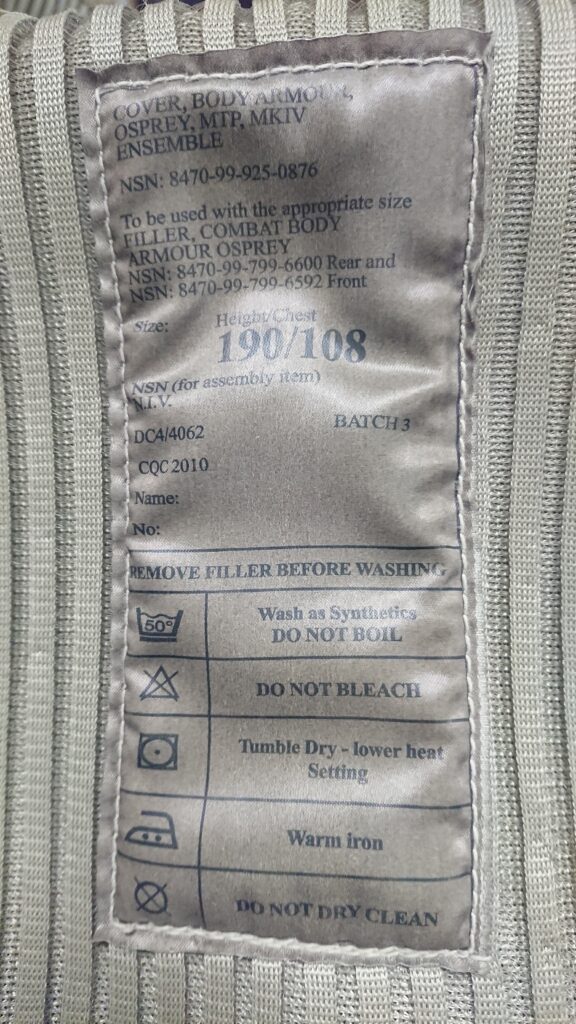 COVER, BODY ARMOUR,
OSPREY, MTP, MKIV
ENSEMBLE
NSN: 8470-99-925-0876
To be used with the appropriate size
FILLER, COMBAT BODY
ARMOUR OSPREY
NSN: 8470-99-799-6600 Rear and
NSN: 8470-99-799-6592 Front
Size: Height/Chest
190/108
NSN (for assembly item)
N.I.V.
DC4/4062 BATCH 3
CQC 2010
Name:
No:
REMOVE FILLER BEFORE WASHING
50° Wash as Synthetics
DO NOT BOIL
DO NOT BLEACH
Tumble Dry - lower heat
Setting
Warm iron
DO NOT DRY CLEAN